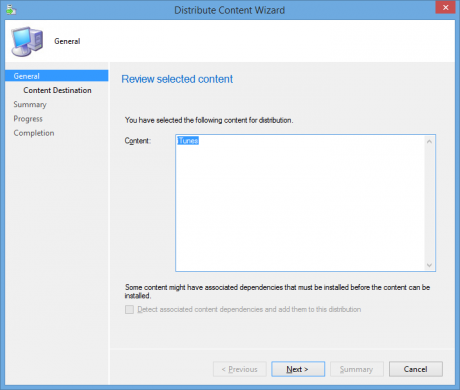 Distribute Content Wizard
General
General
Content Destination
Summary
Progress
Completion
Review selected content
You have selected the following content for distribution.
Content:
iTunes
Some content might have associated dependencies that must be installed before the content can be
installed.
Detect associated content dependencies and add them to this distribution
< Previous
Next >
Summary
Cancel